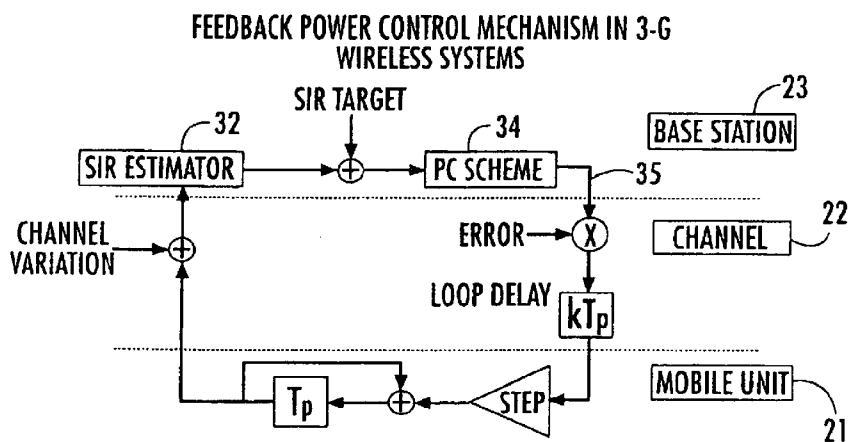 FEEDBACK POWER CONTROL MECHANISM IN 3-G
WIRELESS SYSTEMS
SIR TARGET
23
32
34
BASE STATION
SIR ESTIMATOR
+
PC SCHEME
35
CHANNEL
VARIATION
+
ERROR
X
CHANNEL
22
LOOP DELAY
kTp
MOBILE UNIT
Tp
+
STEP
21